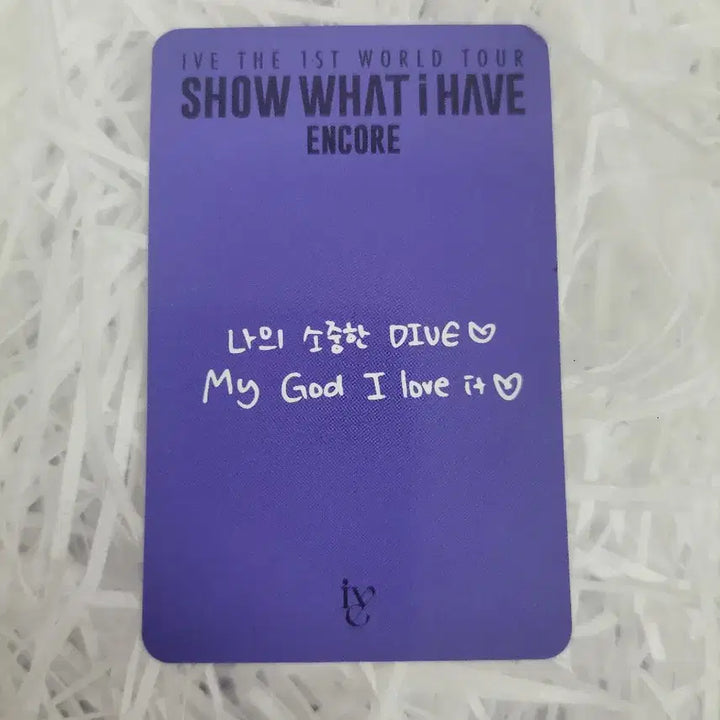 IVE THE 1ST WORLD TOUR
SHOW WHAT i HAVE
ENCORE
나의 소중한 DIVE♡
My God I love it♡
IVE